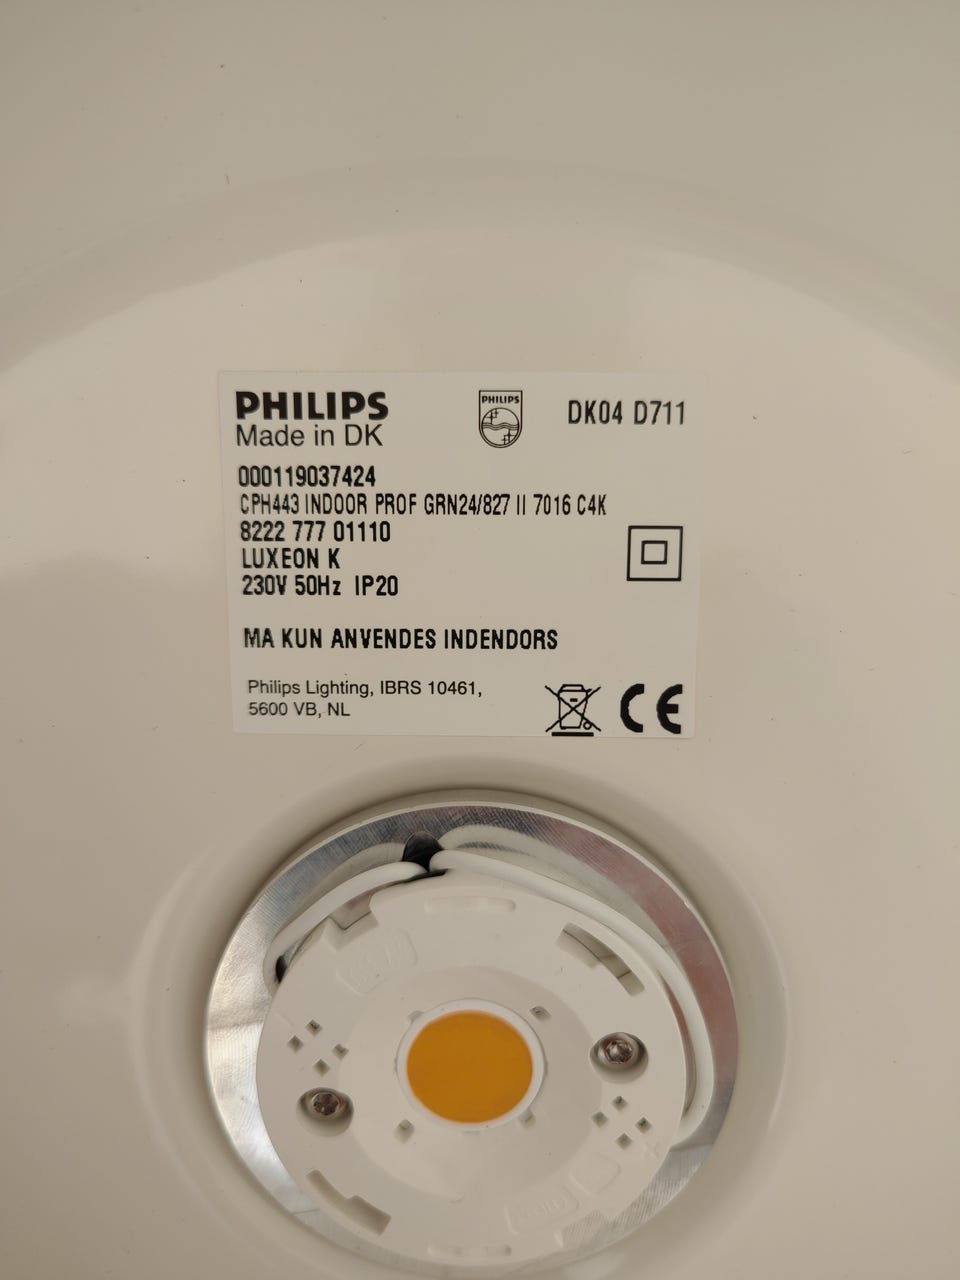 PHILIPS
Made in DK
PHILIPS
DK04 D711
000119037424
CPH443 INDOOR PROF GRN24/827 II 7016 C4K
8222 777 01110
LUXEON K
230V 50Hz IP20
MA KUN ANVENDES INDENDORS
Philips Lighting, IBRS 10461,
5600 VB, NL
CE